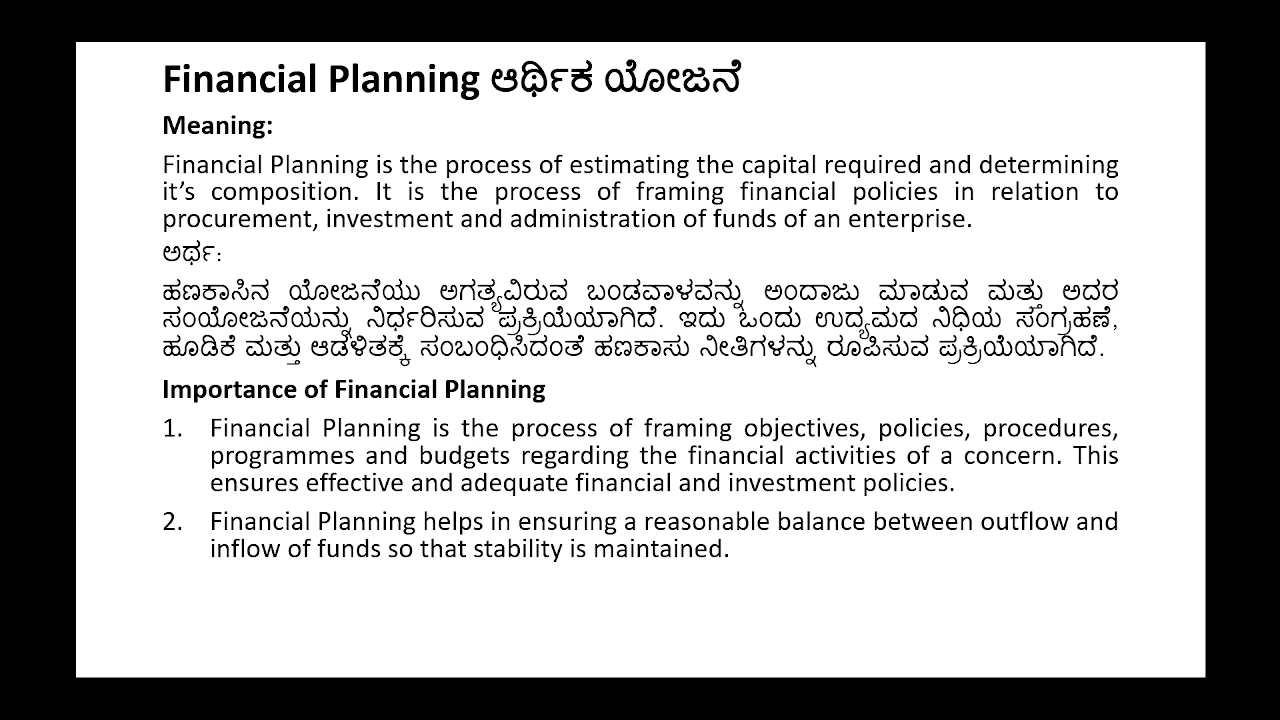 Financial Planning ಆರ್ಥಿಕ ಯೋಜನೆ
Meaning:
Financial Planning is the process of estimating the capital required and determining
it’s composition. It is the process of framing financial policies in relation to
procurement, investment and administration of funds of an enterprise.
ಅರ್ಥ:
ಹಣಕಾಸಿನ ಯೋಜನೆಯು ಅಗತ್ಯವಿರುವ ಬಂಡವಾಳವನ್ನು ಅಂದಾಜು ಮಾಡುವ ಮತ್ತು ಅದರ
ಸಂಯೋಜನೆಯನ್ನು ನಿರ್ಧರಿಸುವ ಪ್ರಕ್ರಿಯೆಯಾಗಿದೆ. ಇದು ಒಂದು ಉದ್ಯಮದ ನಿಧಿಯ ಸಂಗ್ರಹಣೆ,
ಹೂಡಿಕೆ ಮತ್ತು ಆಡಳಿತಕ್ಕೆ ಸಂಬಂಧಿಸಿದಂತೆ ಹಣಕಾಸು ನೀತಿಗಳನ್ನು ರೂಪಿಸುವ ಪ್ರಕ್ರಿಯೆಯಾಗಿದೆ.
Importance of Financial Planning
1. Financial Planning is the process of framing objectives, policies, procedures,
programmes and budgets regarding the financial activities of a concern. This
ensures effective and adequate financial and investment policies.
2. Financial Planning helps in ensuring a reasonable balance between outflow and
inflow of funds so that stability is maintained.